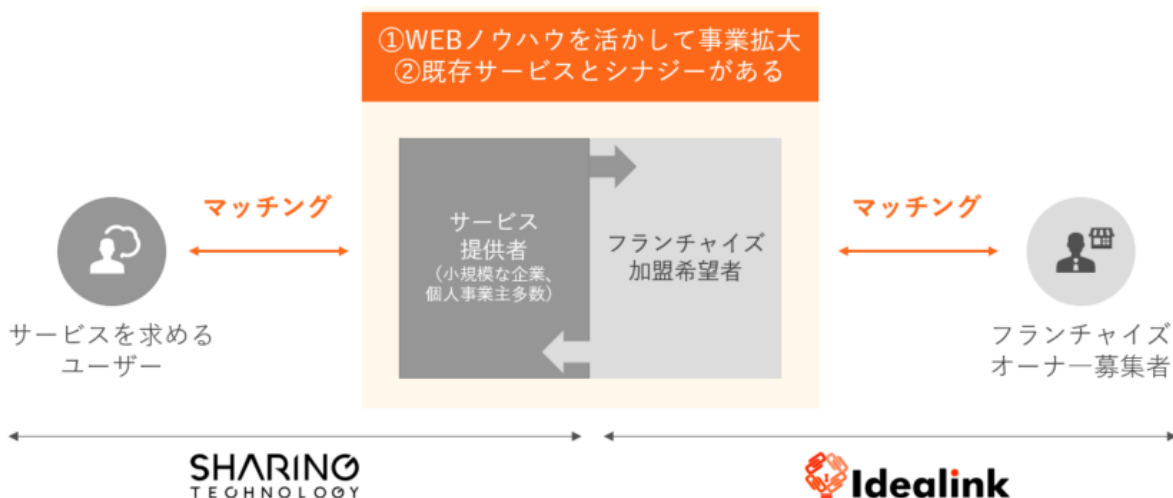 ①WEBノウハウを活かして事業拡大
②既存サービスとシナジーがある
マッチング
サービス
提供者
（小規模な企業、
個人事業主多数）
フランチャイズ
加盟希望者
マッチング
サービスを求める
ユーザー
フランチャイズ
オーナー募集者
SHARING
TECHNOLOGY
Idealink